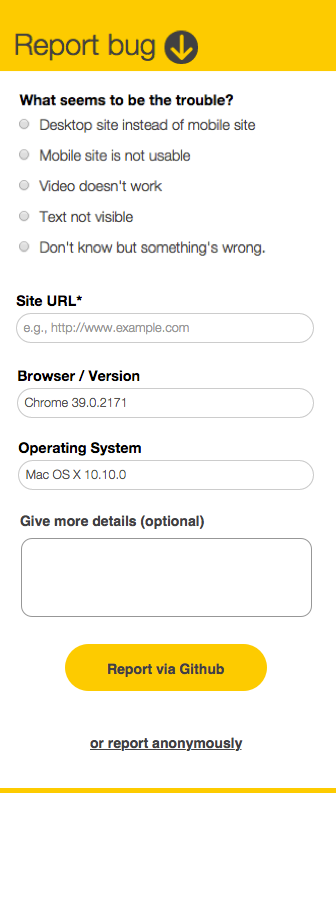 Report bug
What seems to be the trouble?
Desktop site instead of mobile site
Mobile site is not usable
Video doesn't work
Text not visible
Don't know but something's wrong.
Site URL*
e.g., http://www.example.com
Browser / Version
Chrome 39.0.2171
Operating System
Mac OS X 10.10.0
Give more details (optional)
Report via Github
or report anonymously